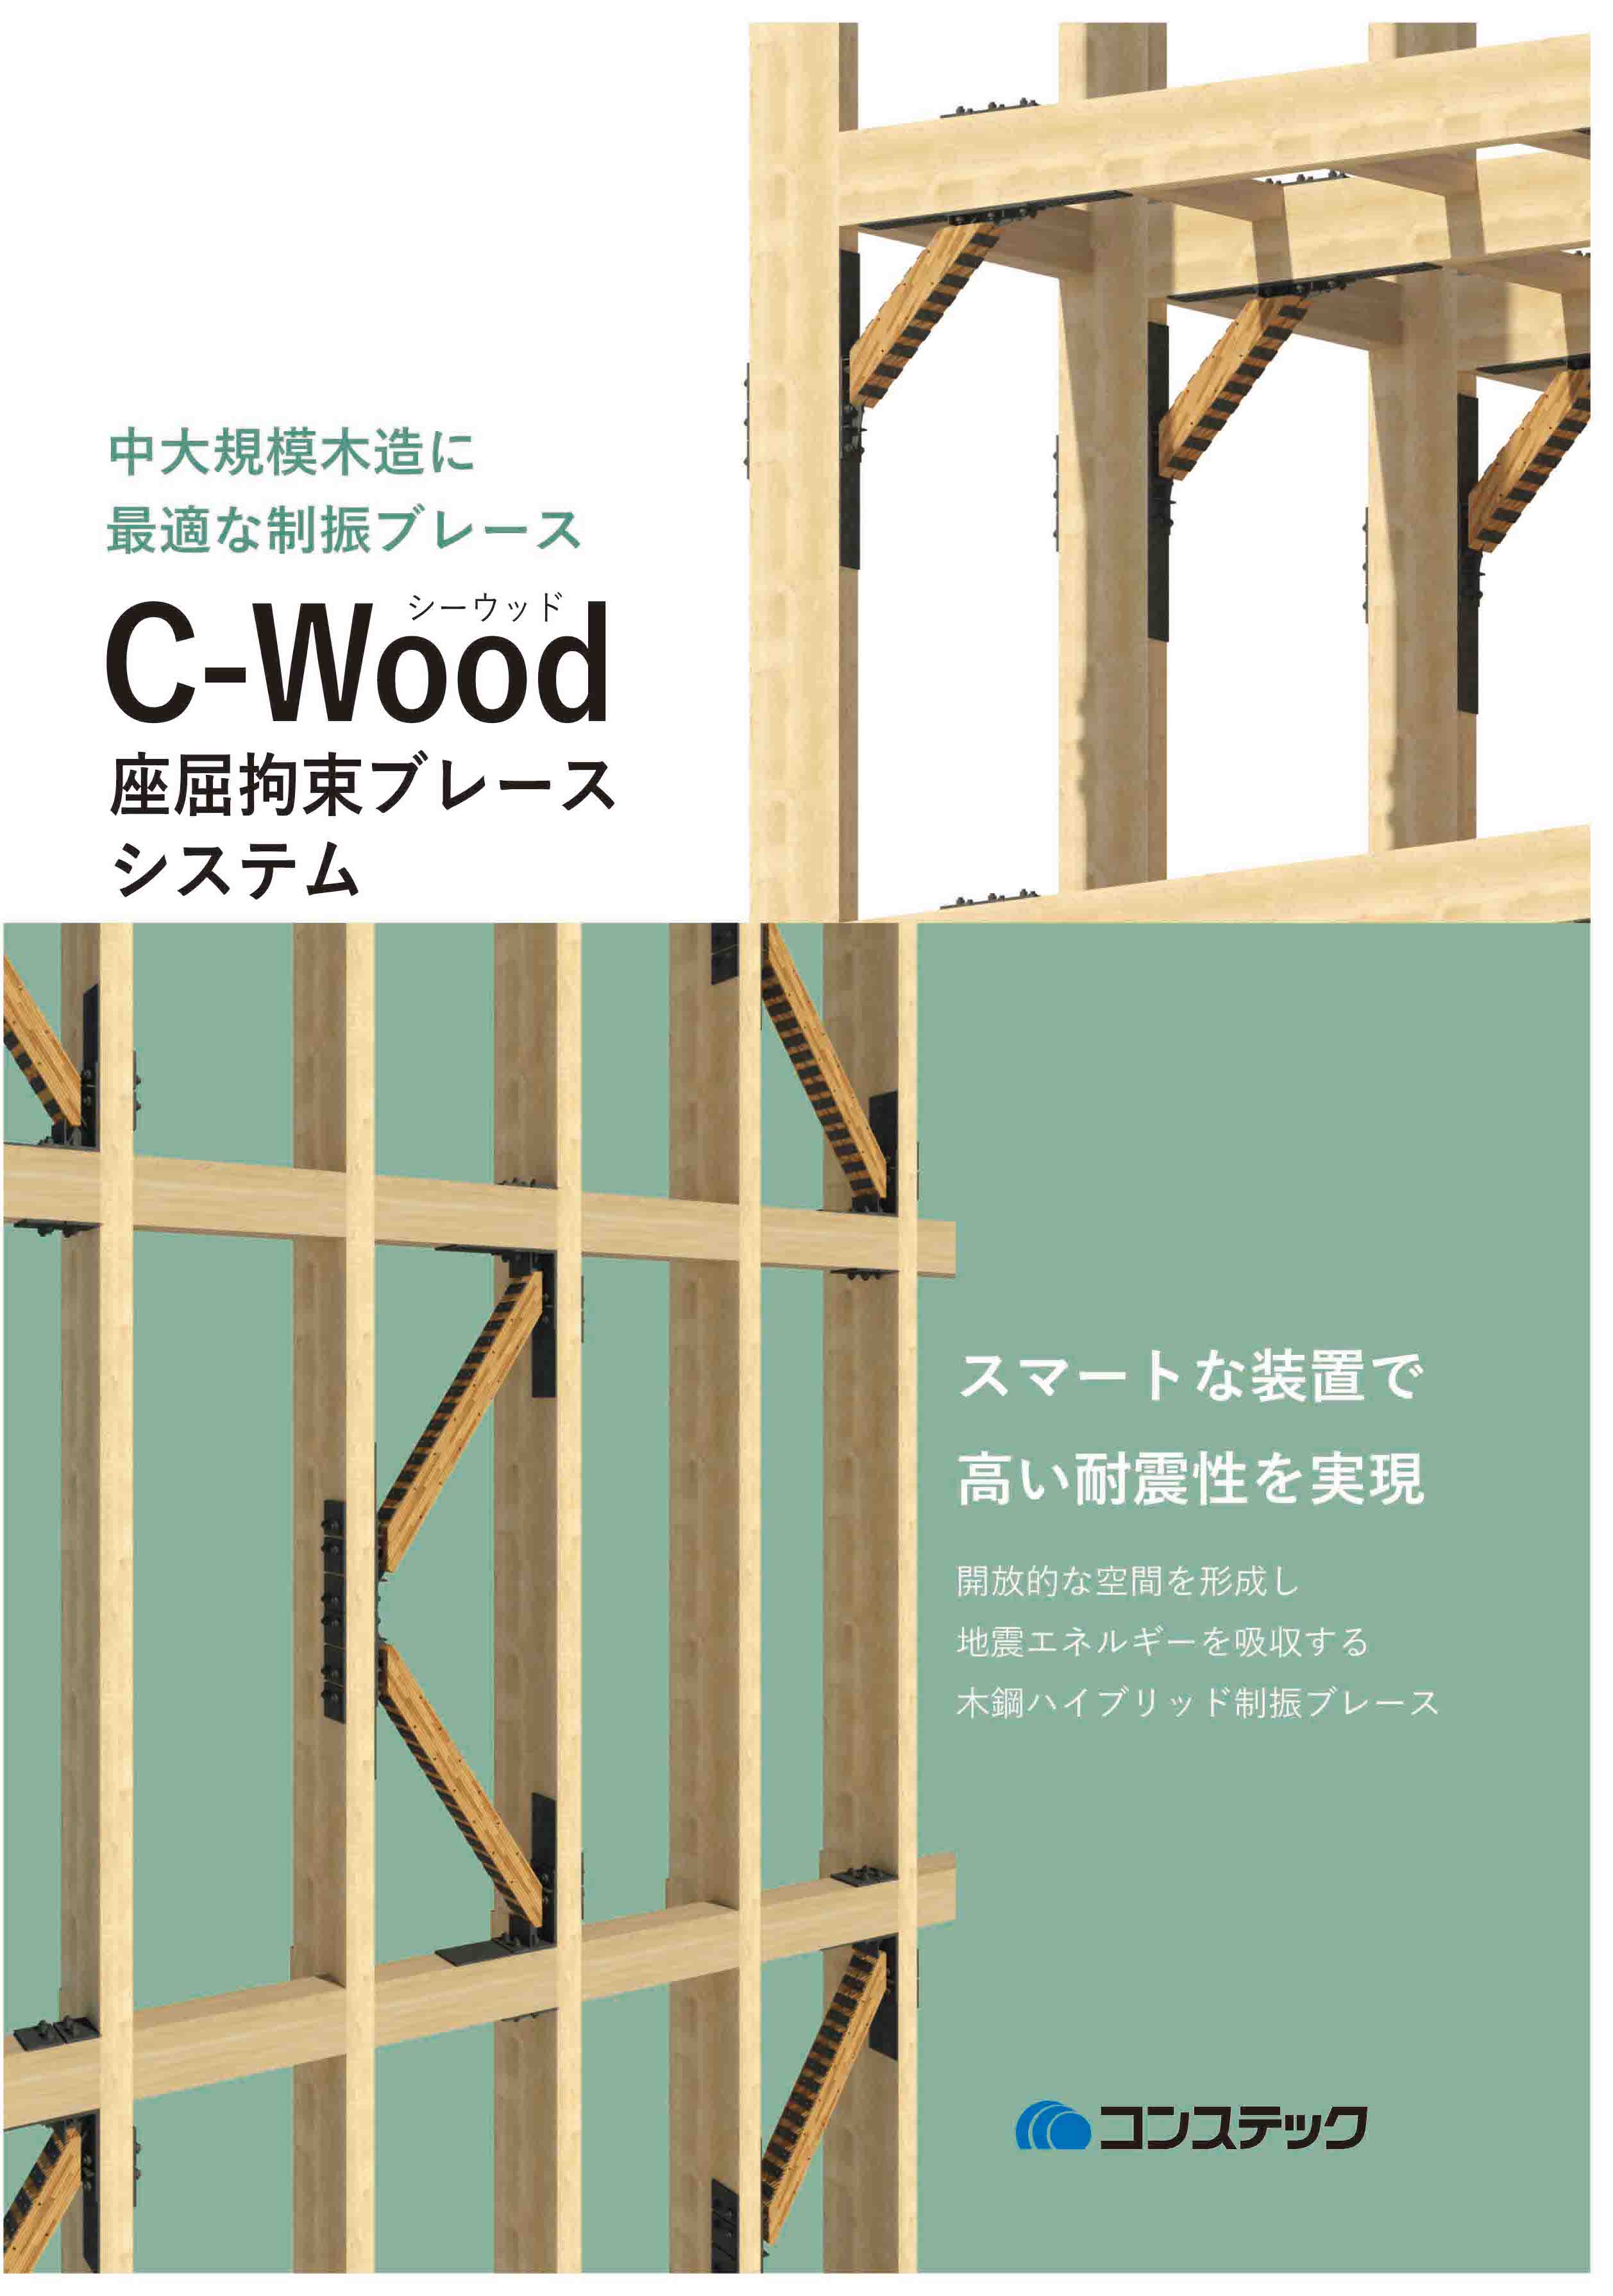 中大規模木造に
最適な制振ブレース
シーウッド
C-Wood
座屈拘束ブレース
システム
スマートな装置で
高い耐震性を実現
開放的な空間を形成し
地震エネルギーを吸収する
木鋼ハイブリッド制振ブレース
コンステック